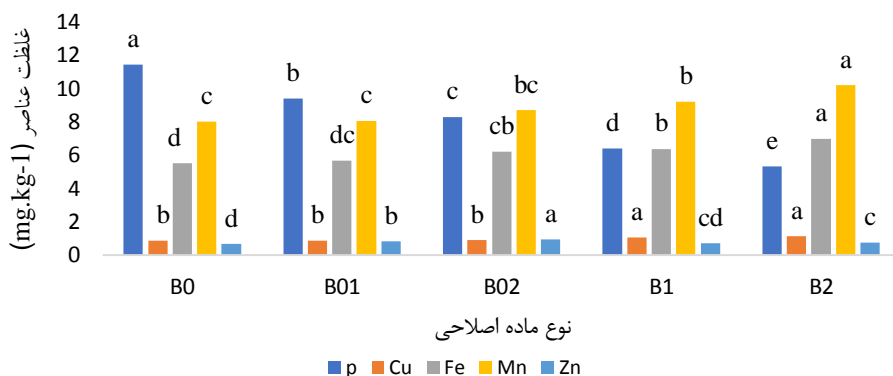 غلظت عناصر (mg.kg-1)
14
12
10
8
6
4
2
0
a b d c d
b b dc c b
c b cb bc a
d a b b cd
e a a a c
B0 B01 B02 B1 B2
نوع ماده اصلاحی
p Cu Fe Mn Zn